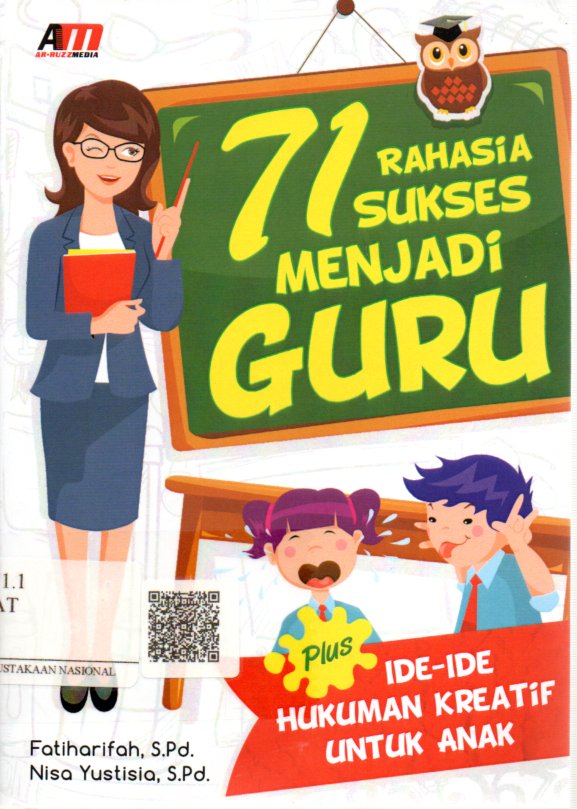 AM
AR-RUZZMEDIA
71
RAHASiA
SUKSES
MENJADi
GURU
1.1
AT
USTAKAAN NASIONAL
Plus
IDE-IDE
HUKUMAN KREATiF
UNTUK ANAK
Fatiharifah, S.Pd.
Nisa Yustisia, S.Pd.